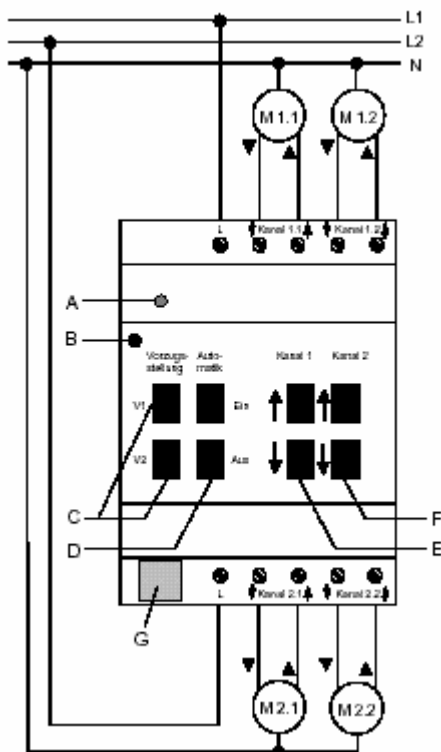 L1
L2
N
M 1.1 M 1.2
L Kanal 1.1 Kanal 1.2
A
B
Vorzugs-
stellung
Auto-
matik
Kanal 1 Kanal 2
V1 Ein
V2 Aus
C
D
F
E
G
L Kanal 2.1 Kanal 2.2
M 2.1 M 2.2